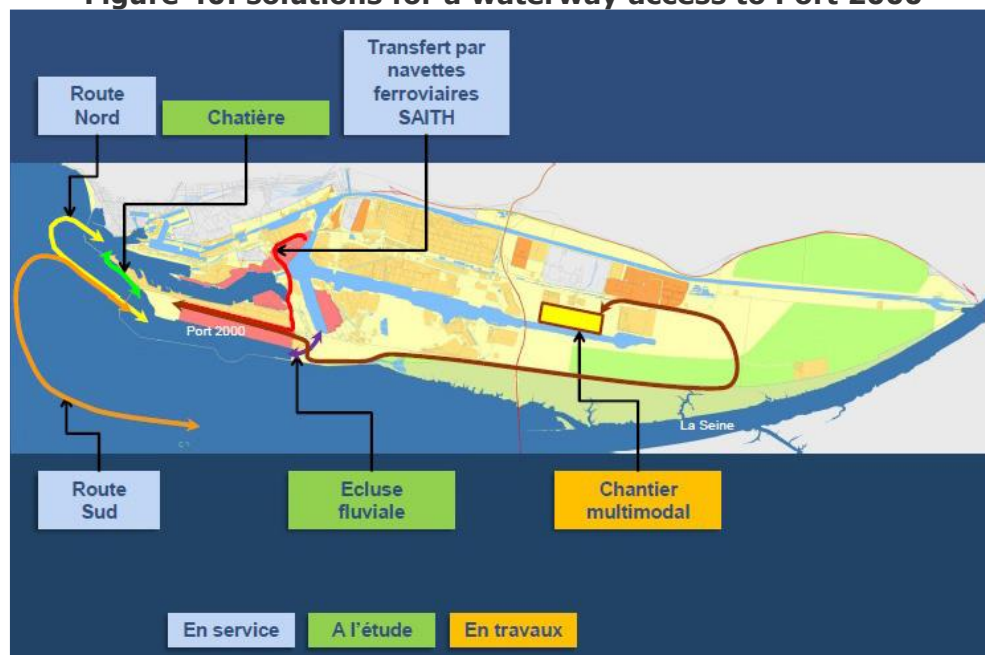 Figure 40: solutions for a waterway access to Port 2000
Route
Nord
Chatière
Transfert par
navettes
ferroviaires
SAITH
Port 2000
La Seine
Route
Sud
Ecluse
fluviale
Chantier
multimodal
En service
A l'étude
En travaux